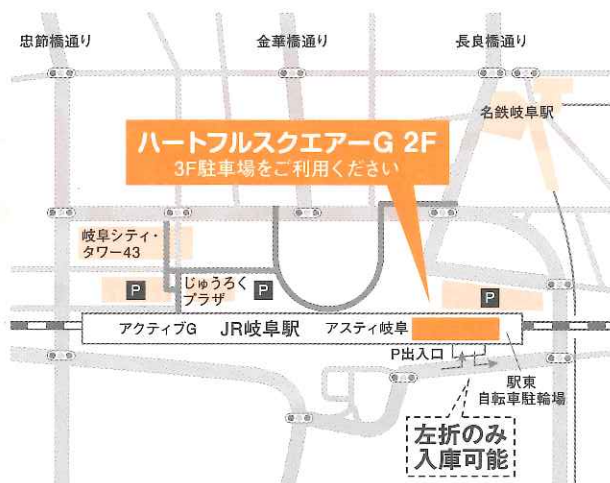 忠節橋通り
金華橋通り
長良橋通り
名鉄岐阜駅
ハートフルスクエアーG 2F
3F駐車場をご利用ください
岐阜シティ・
タワー43
P
じゅうろく
プラザ
P
P
アクティブG
JR岐阜駅
アスティ岐阜
P出入口
駅東
自転車駐輪場
左折のみ
入庫可能